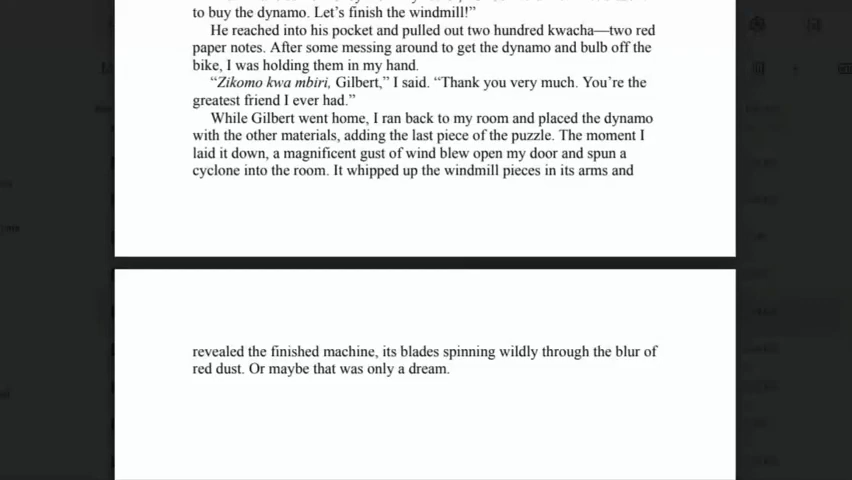 to buy the dynamo. Let’s finish the windmill!”
He reached into his pocket and pulled out two hundred kwacha—two red
paper notes. After some messing around to get the dynamo and bulb off the
bike, I was holding them in my hand.
“Zikomo kwa mbiri, Gilbert,” I said. “Thank you very much. You’re the
greatest friend I ever had.”
While Gilbert went home, I ran back to my room and placed the dynamo
with the other materials, adding the last piece of the puzzle. The moment I
laid it down, a magnificent gust of wind blew open my door and spun a
cyclone into the room. It whipped up the windmill pieces in its arms and
revealed the finished machine, its blades spinning wildly through the blur of
red dust. Or maybe that was only a dream.